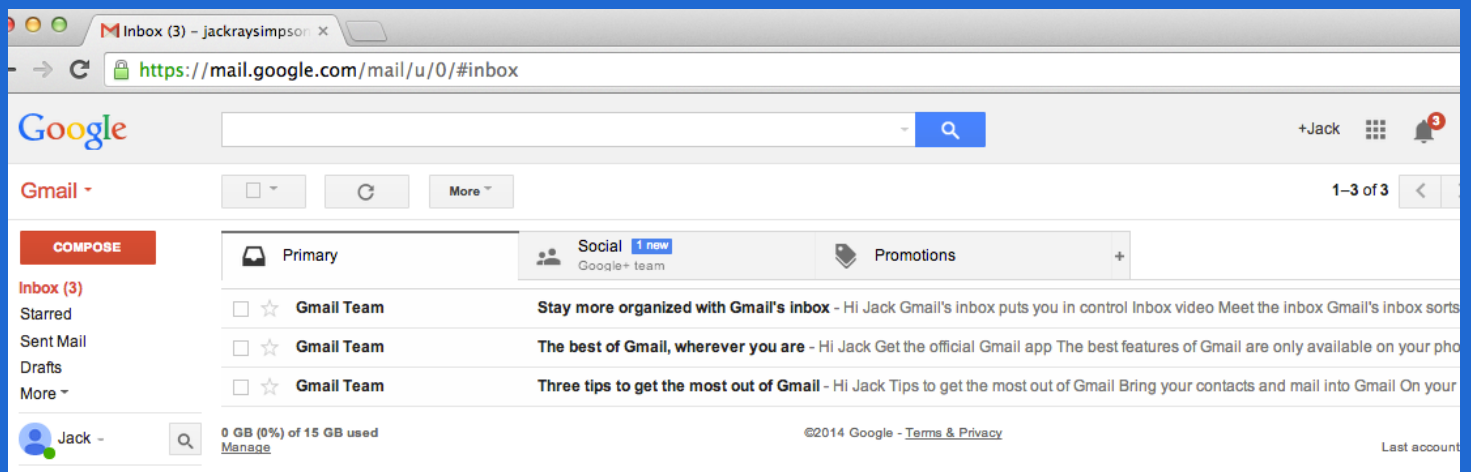 Inbox (3) – jackraysimpson
https://mail.google.com/mail/u/0/#inbox
Google
+Jack
3
Gmail
More
1–3 of 3
COMPOSE
Primary
Social 1 new
Google+ team
Promotions
+
Inbox (3)
Starred
Sent Mail
Drafts
More
Gmail Team Stay more organized with Gmail's inbox - Hi Jack Gmail's inbox puts you in control Inbox video Meet the inbox Gmail's inbox sorts
Gmail Team The best of Gmail, wherever you are - Hi Jack Get the official Gmail app The best features of Gmail are only available on your pho
Gmail Team Three tips to get the most out of Gmail - Hi Jack Tips to get the most out of Gmail Bring your contacts and mail into Gmail On your
Jack
0 GB (0%) of 15 GB used
Manage
©2014 Google - Terms & Privacy
Last account